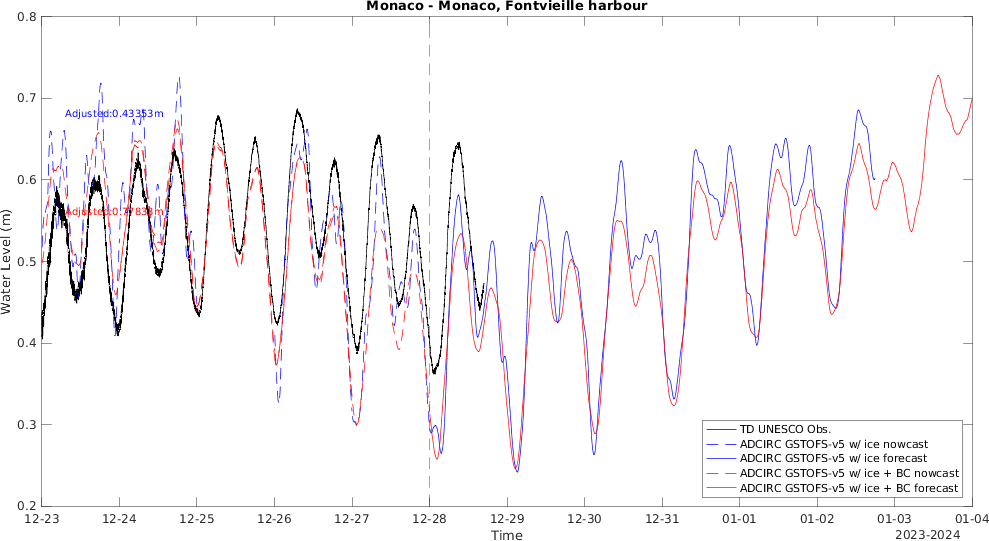 Monaco - Monaco, Fontvieille harbour
0.8
0.7
0.6
0.5
0.4
0.3
0.2
Water Level (m)
Adjusted:0.43353m
TD UNESCO Obs.
ADCIRC GSTOFS-v5 w/ ice nowcast
ADCIRC GSTOFS-v5 w/ ice forecast
ADCIRC GSTOFS-v5 w/ ice + BC nowcast
ADCIRC GSTOFS-v5 w/ ice + BC forecast
12-23 12-24 12-25 12-26 12-27 12-28 12-29 12-30 12-31 01-01 01-02 01-03 01-04
Time
2023-2024